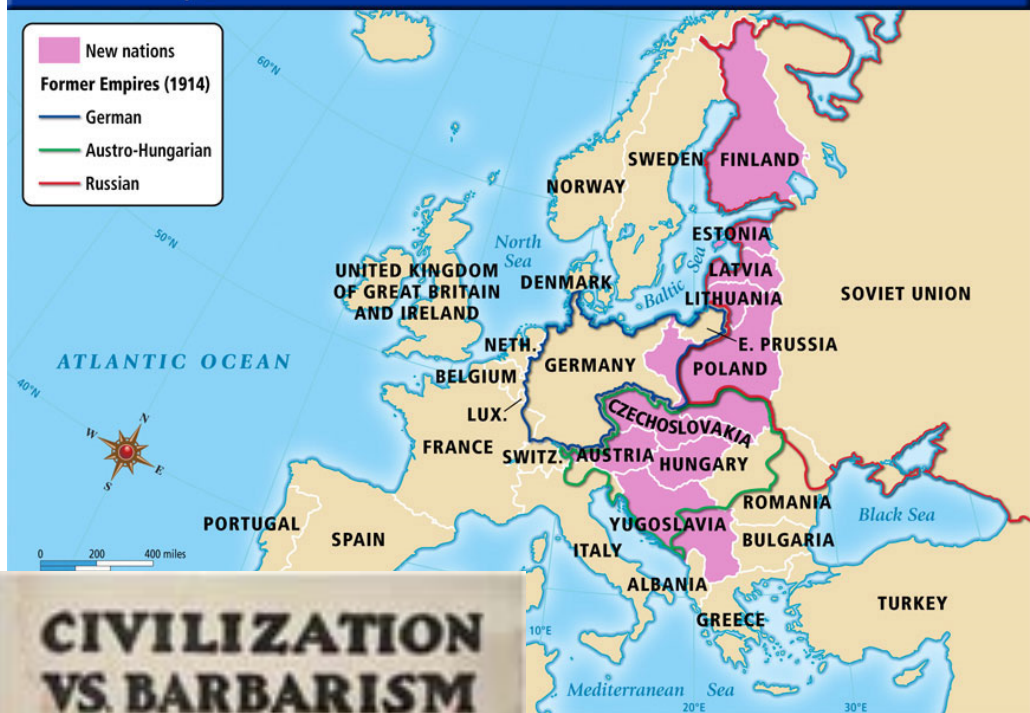 New nations
Former Empires (1914)
German
Austro-Hungarian
Russian
60°N
50°N
40°N
SWEDEN
FINLAND
NORWAY
ESTONIA
North
Sea
Baltic Sea
LATVIA
UNITED KINGDOM
OF GREAT BRITAIN
AND IRELAND
DENMARK
LITHUANIA
SOVIET UNION
NETH.
E. PRUSSIA
ATLANTIC OCEAN
GERMANY
POLAND
BELGIUM
LUX.
CZECHOSLOVAKIA
FRANCE
SWITZ.
AUSTRIA
HUNGARY
N
W
E
S
ROMANIA
PORTUGAL
SPAIN
YUGOSLAVIA
Black Sea
ITALY
BULGARIA
0 200 400 miles
ALBANIA
TURKEY
GREECE
10°E
Mediterranean Sea
20°E
30°E
CIVILIZATION
VS. BARBARISM